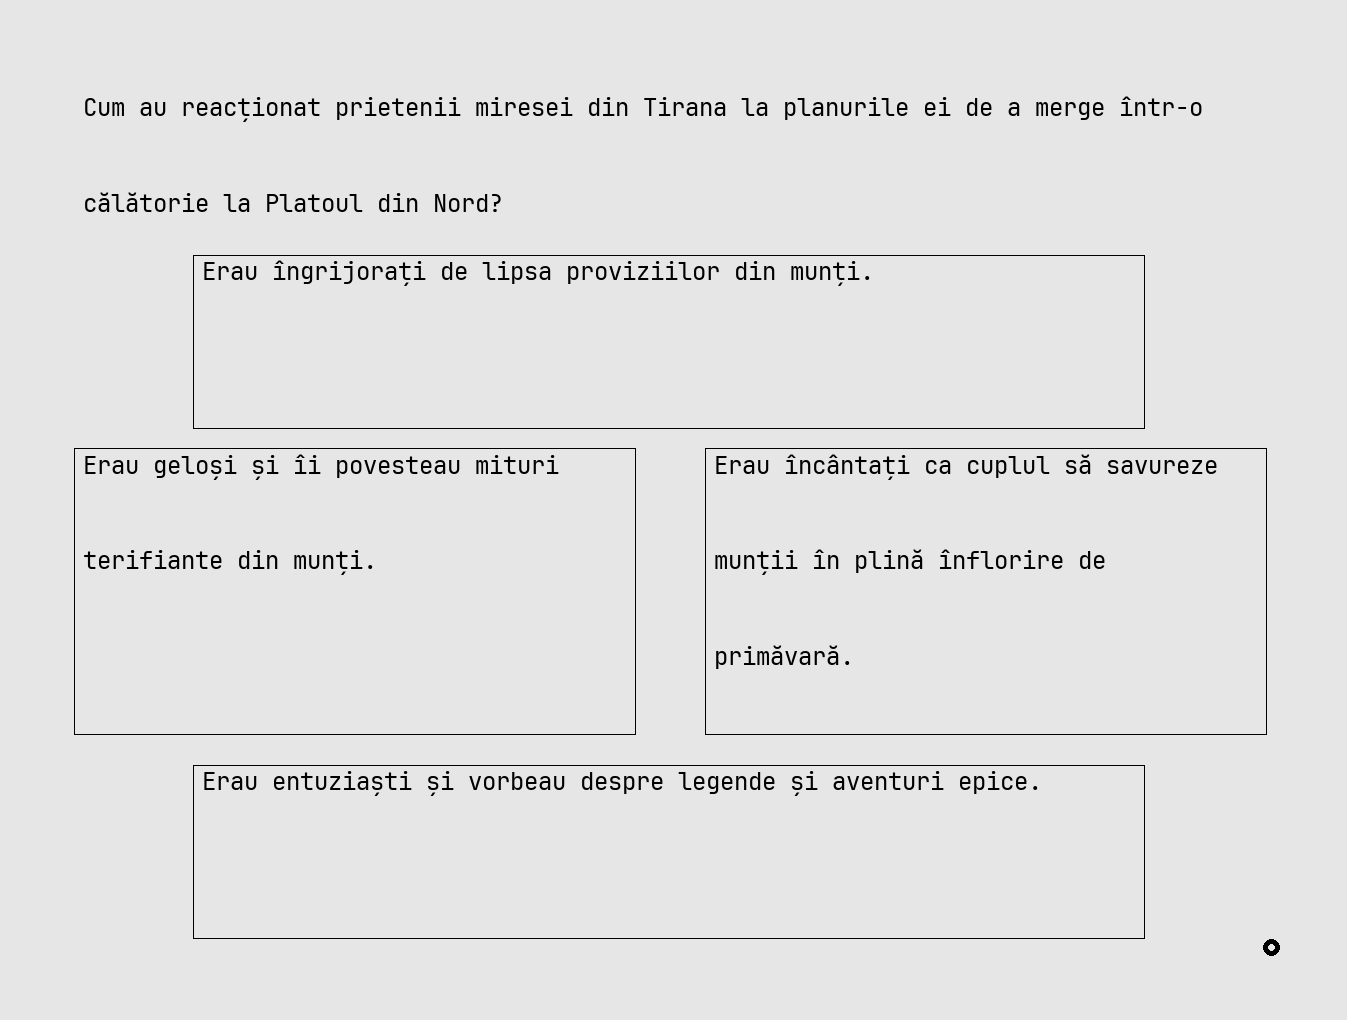 Cum au reacționat prietenii miresei din Tirana la planurile ei de a merge într-o
călătorie la Platoul din Nord?
Erau îngrijorați de lipsa proviziilor din munți.
Erau geloși și îi povesteau mituri
terifiante din munți.
Erau încântați ca cuplul să savureze
munții în plină înflorire de
primăvară.
Erau entuziaști și vorbeau despre legende și aventuri epice.